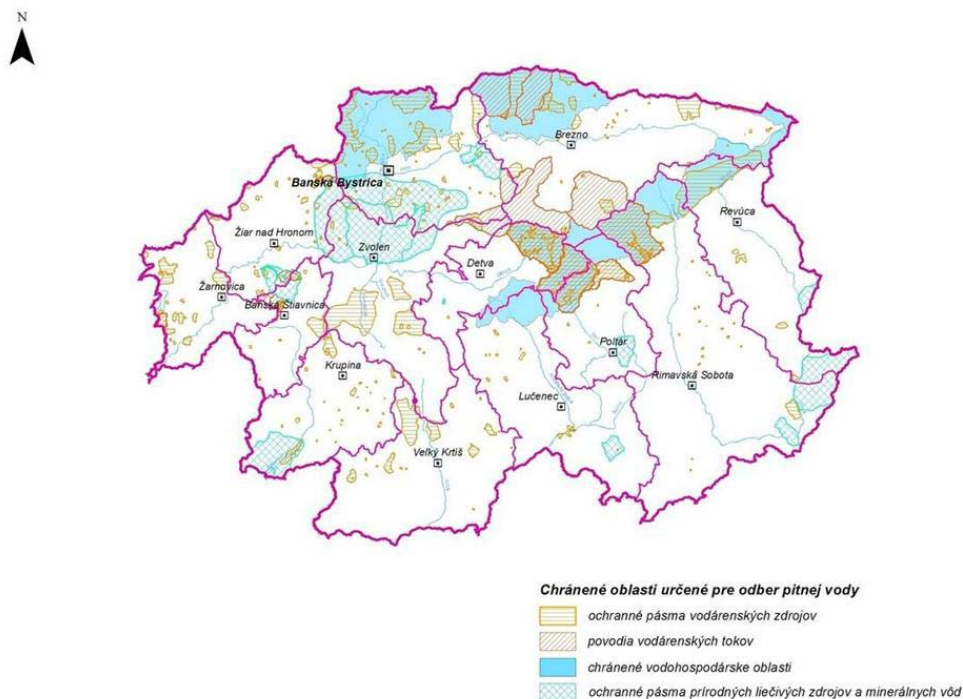 N
Brezno
Banská Bystrica
Revúca
Žiar nad Hronom
Zvolen
Detva
Žarnovica
Banská Štiavnica
Poltár
Krupina
Rimavská Sobota
Lučenec
Veľký Krtíš
Chránené oblasti určené pre odber pitnej vody
ochranné pásma vodárenských zdrojov
povodia vodárenských tokov
chránené vodohospodárske oblasti
ochranné pásma prírodných liečivých zdrojov a minerálnych vôd